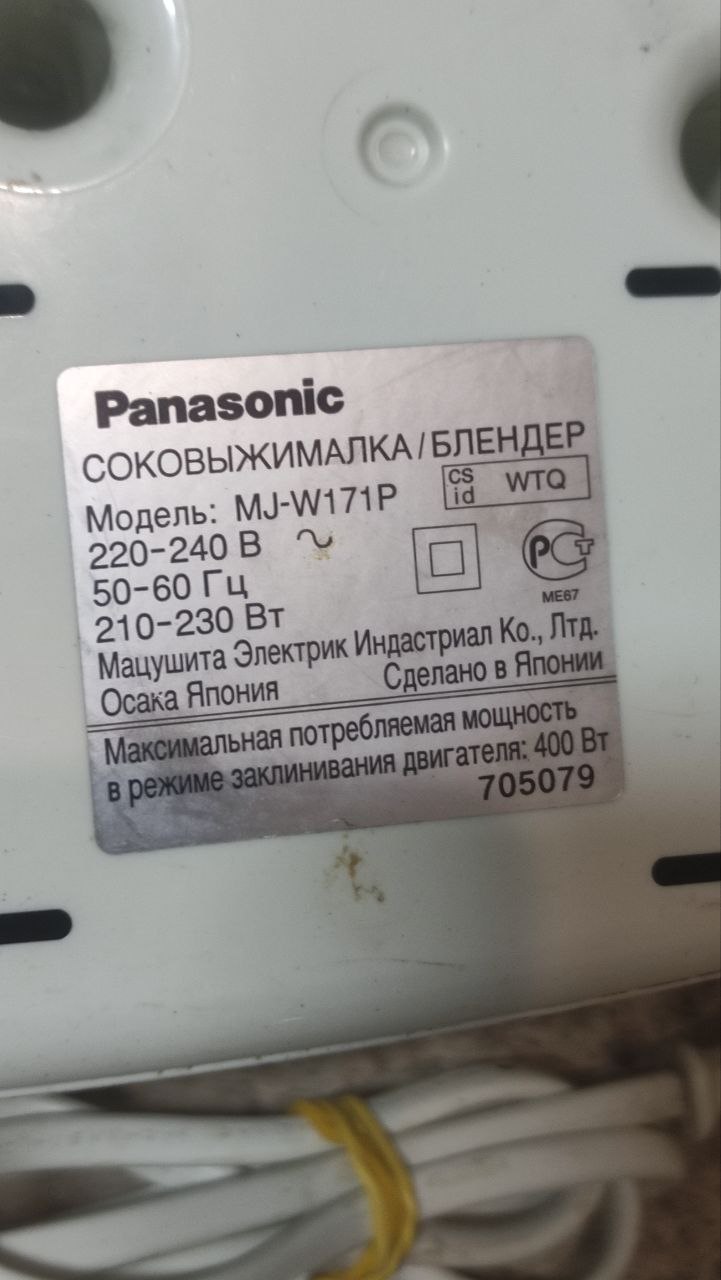 Panasonic
СОКОВЫЖИМАЛКА/БЛЕНДЕР
Модель: MJ-W171P
CS id WTQ
220-240 В ~
50-60 Гц
210-230 Вт
РСТ
ME67
Мацушита Электрик Индастриал Ко., Лтд.
Осака Япония Сделано в Японии
Максимальная потребляемая мощность
в режиме заклинивания двигателя: 400 Вт
705079